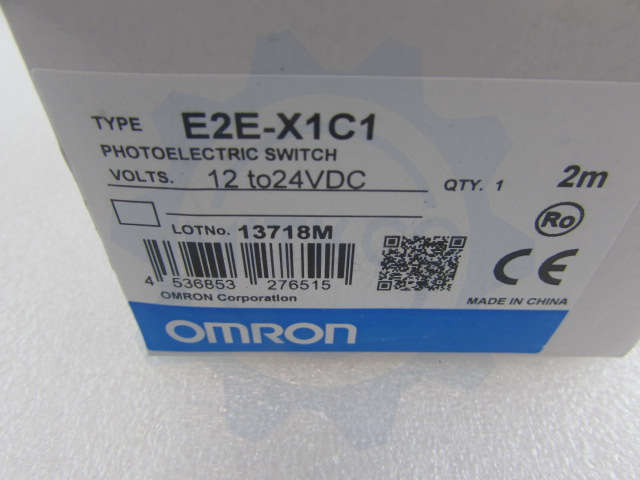 TYPE E2E-X1C1
PHOTOELECTRIC SWITCH
VOLTS. 12 to24VDC QTY. 1 2m
Ro
LOTNo. 13718M
4 536853 276515
OMRON Corporation
MADE IN CHINA
CE
OMRON